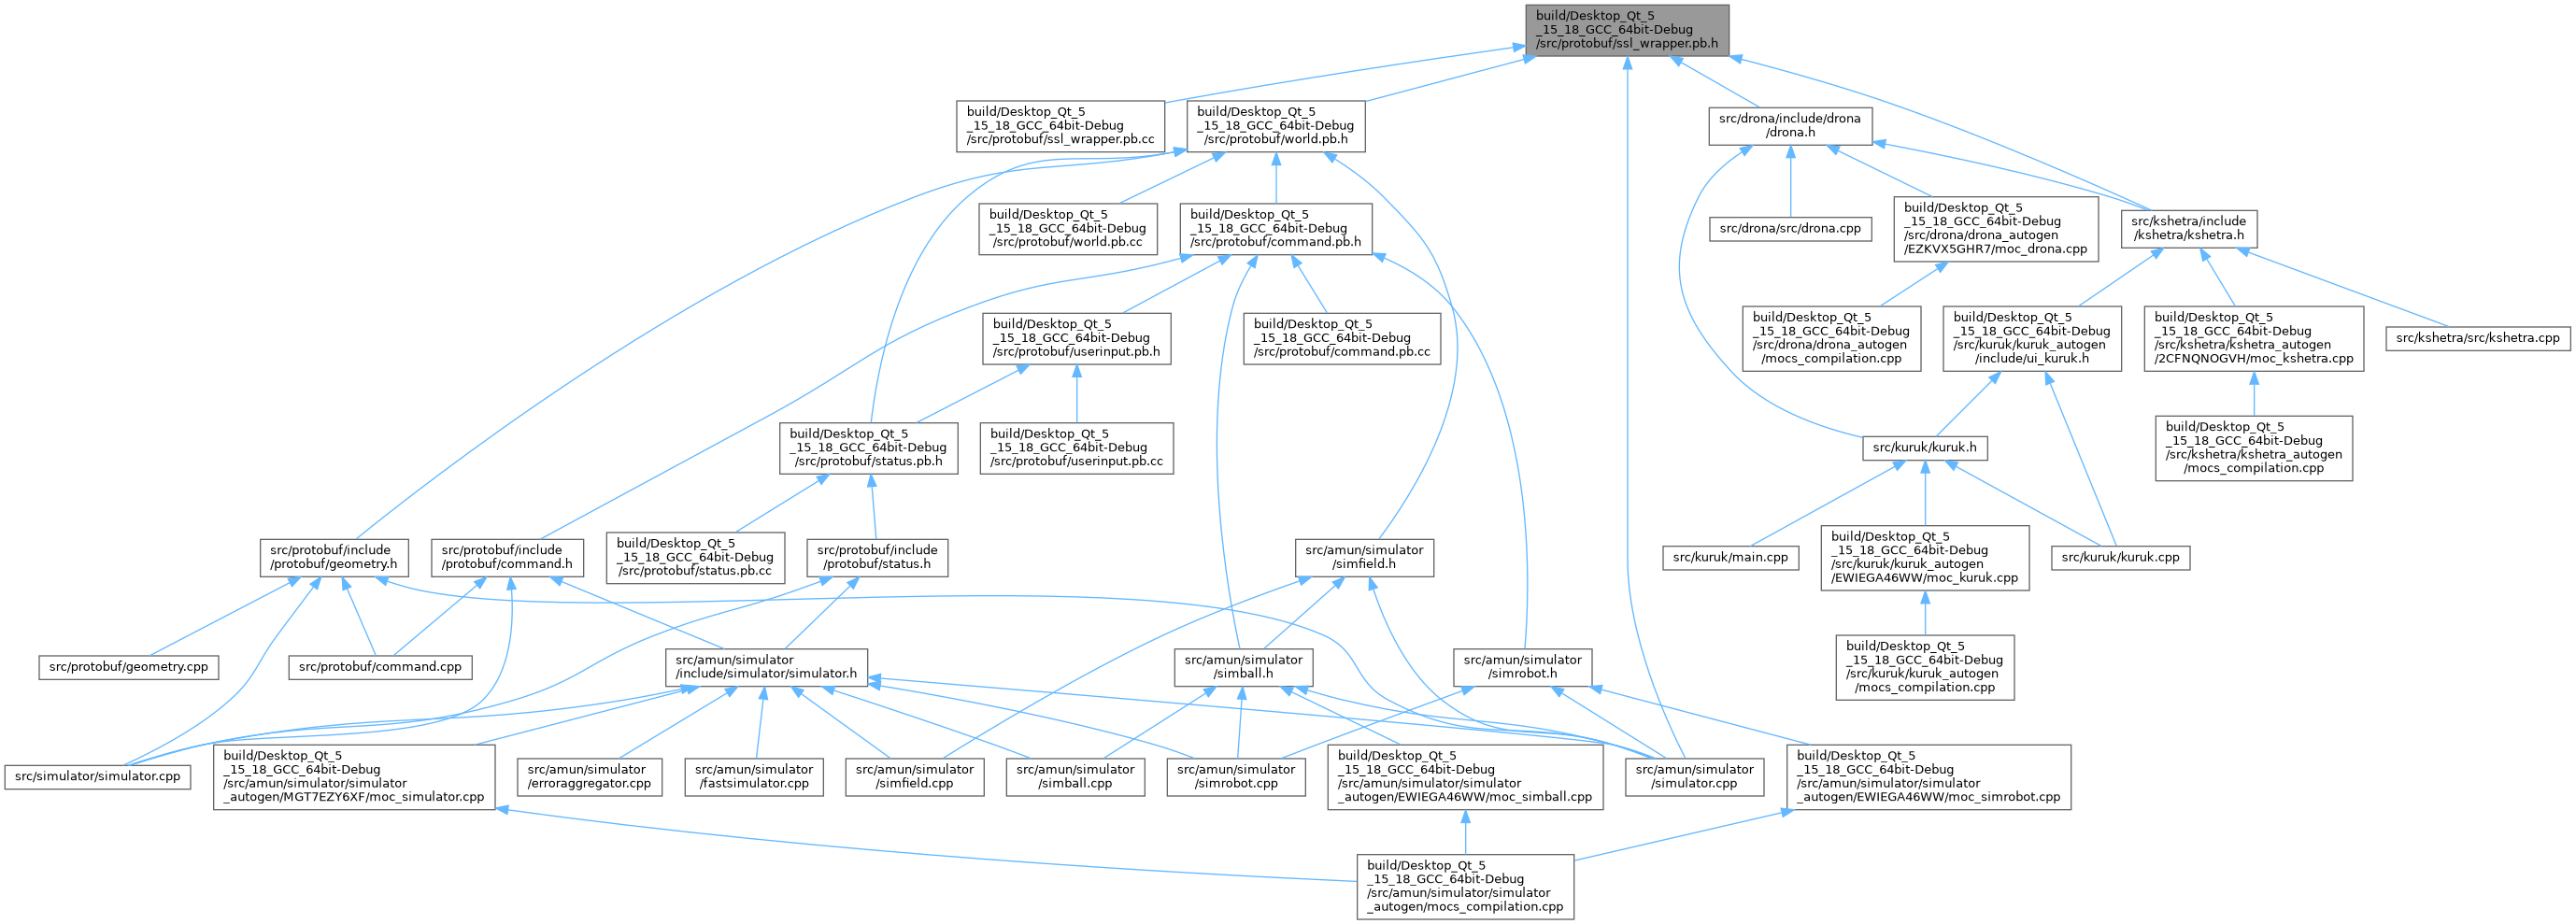 build/Desktop_Qt_5
_15_18_GCC_64bit-Debug
/src/protobuf/ssl_wrapper.pb.h
build/Desktop_Qt_5
_15_18_GCC_64bit-Debug
/src/protobuf/ssl_wrapper.pb.cc
build/Desktop_Qt_5
_15_18_GCC_64bit-Debug
/src/protobuf/world.pb.h
src/drona/include/drona
/drona.h
build/Desktop_Qt_5
_15_18_GCC_64bit-Debug
/src/protobuf/world.pb.cc
build/Desktop_Qt_5
_15_18_GCC_64bit-Debug
/src/protobuf/command.pb.h
src/drona/src/drona.cpp
build/Desktop_Qt_5
_15_18_GCC_64bit-Debug
/src/drona/drona_autogen
/EZKVX5GHR7/moc_drona.cpp
src/kshetra/include
/kshetra/kshetra.h
build/Desktop_Qt_5
_15_18_GCC_64bit-Debug
/src/protobuf/userinput.pb.h
build/Desktop_Qt_5
_15_18_GCC_64bit-Debug
/src/protobuf/command.pb.cc
build/Desktop_Qt_5
_15_18_GCC_64bit-Debug
/src/drona/drona_autogen
/mocs_compilation.cpp
build/Desktop_Qt_5
_15_18_GCC_64bit-Debug
/src/kuruk/kuruk_autogen
/include/ui_kuruk.h
build/Desktop_Qt_5
_15_18_GCC_64bit-Debug
/src/kshetra/kshetra_autogen
/2CFNQNOGVH/moc_kshetra.cpp
src/kshetra/src/kshetra.cpp
build/Desktop_Qt_5
_15_18_GCC_64bit-Debug
/src/protobuf/status.pb.h
build/Desktop_Qt_5
_15_18_GCC_64bit-Debug
/src/protobuf/userinput.pb.cc
src/kuruk/kuruk.h
build/Desktop_Qt_5
_15_18_GCC_64bit-Debug
/src/kshetra/kshetra_autogen
/mocs_compilation.cpp
src/protobuf/include
/protobuf/geometry.h
src/protobuf/include
/protobuf/command.h
build/Desktop_Qt_5
_15_18_GCC_64bit-Debug
/src/protobuf/status.pb.cc
src/protobuf/include
/protobuf/status.h
src/amun/simulator
/simfield.h
src/kuruk/main.cpp
build/Desktop_Qt_5
_15_18_GCC_64bit-Debug
/src/kuruk/kuruk_autogen
/EWIEGA46WW/moc_kuruk.cpp
src/kuruk/kuruk.cpp
src/protobuf/geometry.cpp
src/protobuf/command.cpp
src/amun/simulator
/include/simulator/simulator.h
src/amun/simulator
/simball.h
src/amun/simulator
/simrobot.h
build/Desktop_Qt_5
_15_18_GCC_64bit-Debug
/src/kuruk/kuruk_autogen
/mocs_compilation.cpp
src/simulator/simulator.cpp
build/Desktop_Qt_5
_15_18_GCC_64bit-Debug
/src/amun/simulator/simulator
_autogen/MGT7EZY6XF/moc_simulator.cpp
src/amun/simulator
/erroraggregator.cpp
src/amun/simulator
/fastsimulator.cpp
src/amun/simulator
/simfield.cpp
src/amun/simulator
/simball.cpp
src/amun/simulator
/simrobot.cpp
build/Desktop_Qt_5
_15_18_GCC_64bit-Debug
/src/amun/simulator/simulator
_autogen/EWIEGA46WW/moc_simball.cpp
src/amun/simulator
/simulator.cpp
build/Desktop_Qt_5
_15_18_GCC_64bit-Debug
/src/amun/simulator/simulator
_autogen/EWIEGA46WW/moc_simrobot.cpp
build/Desktop_Qt_5
_15_18_GCC_64bit-Debug
/src/amun/simulator/simulator
_autogen/mocs_compilation.cpp